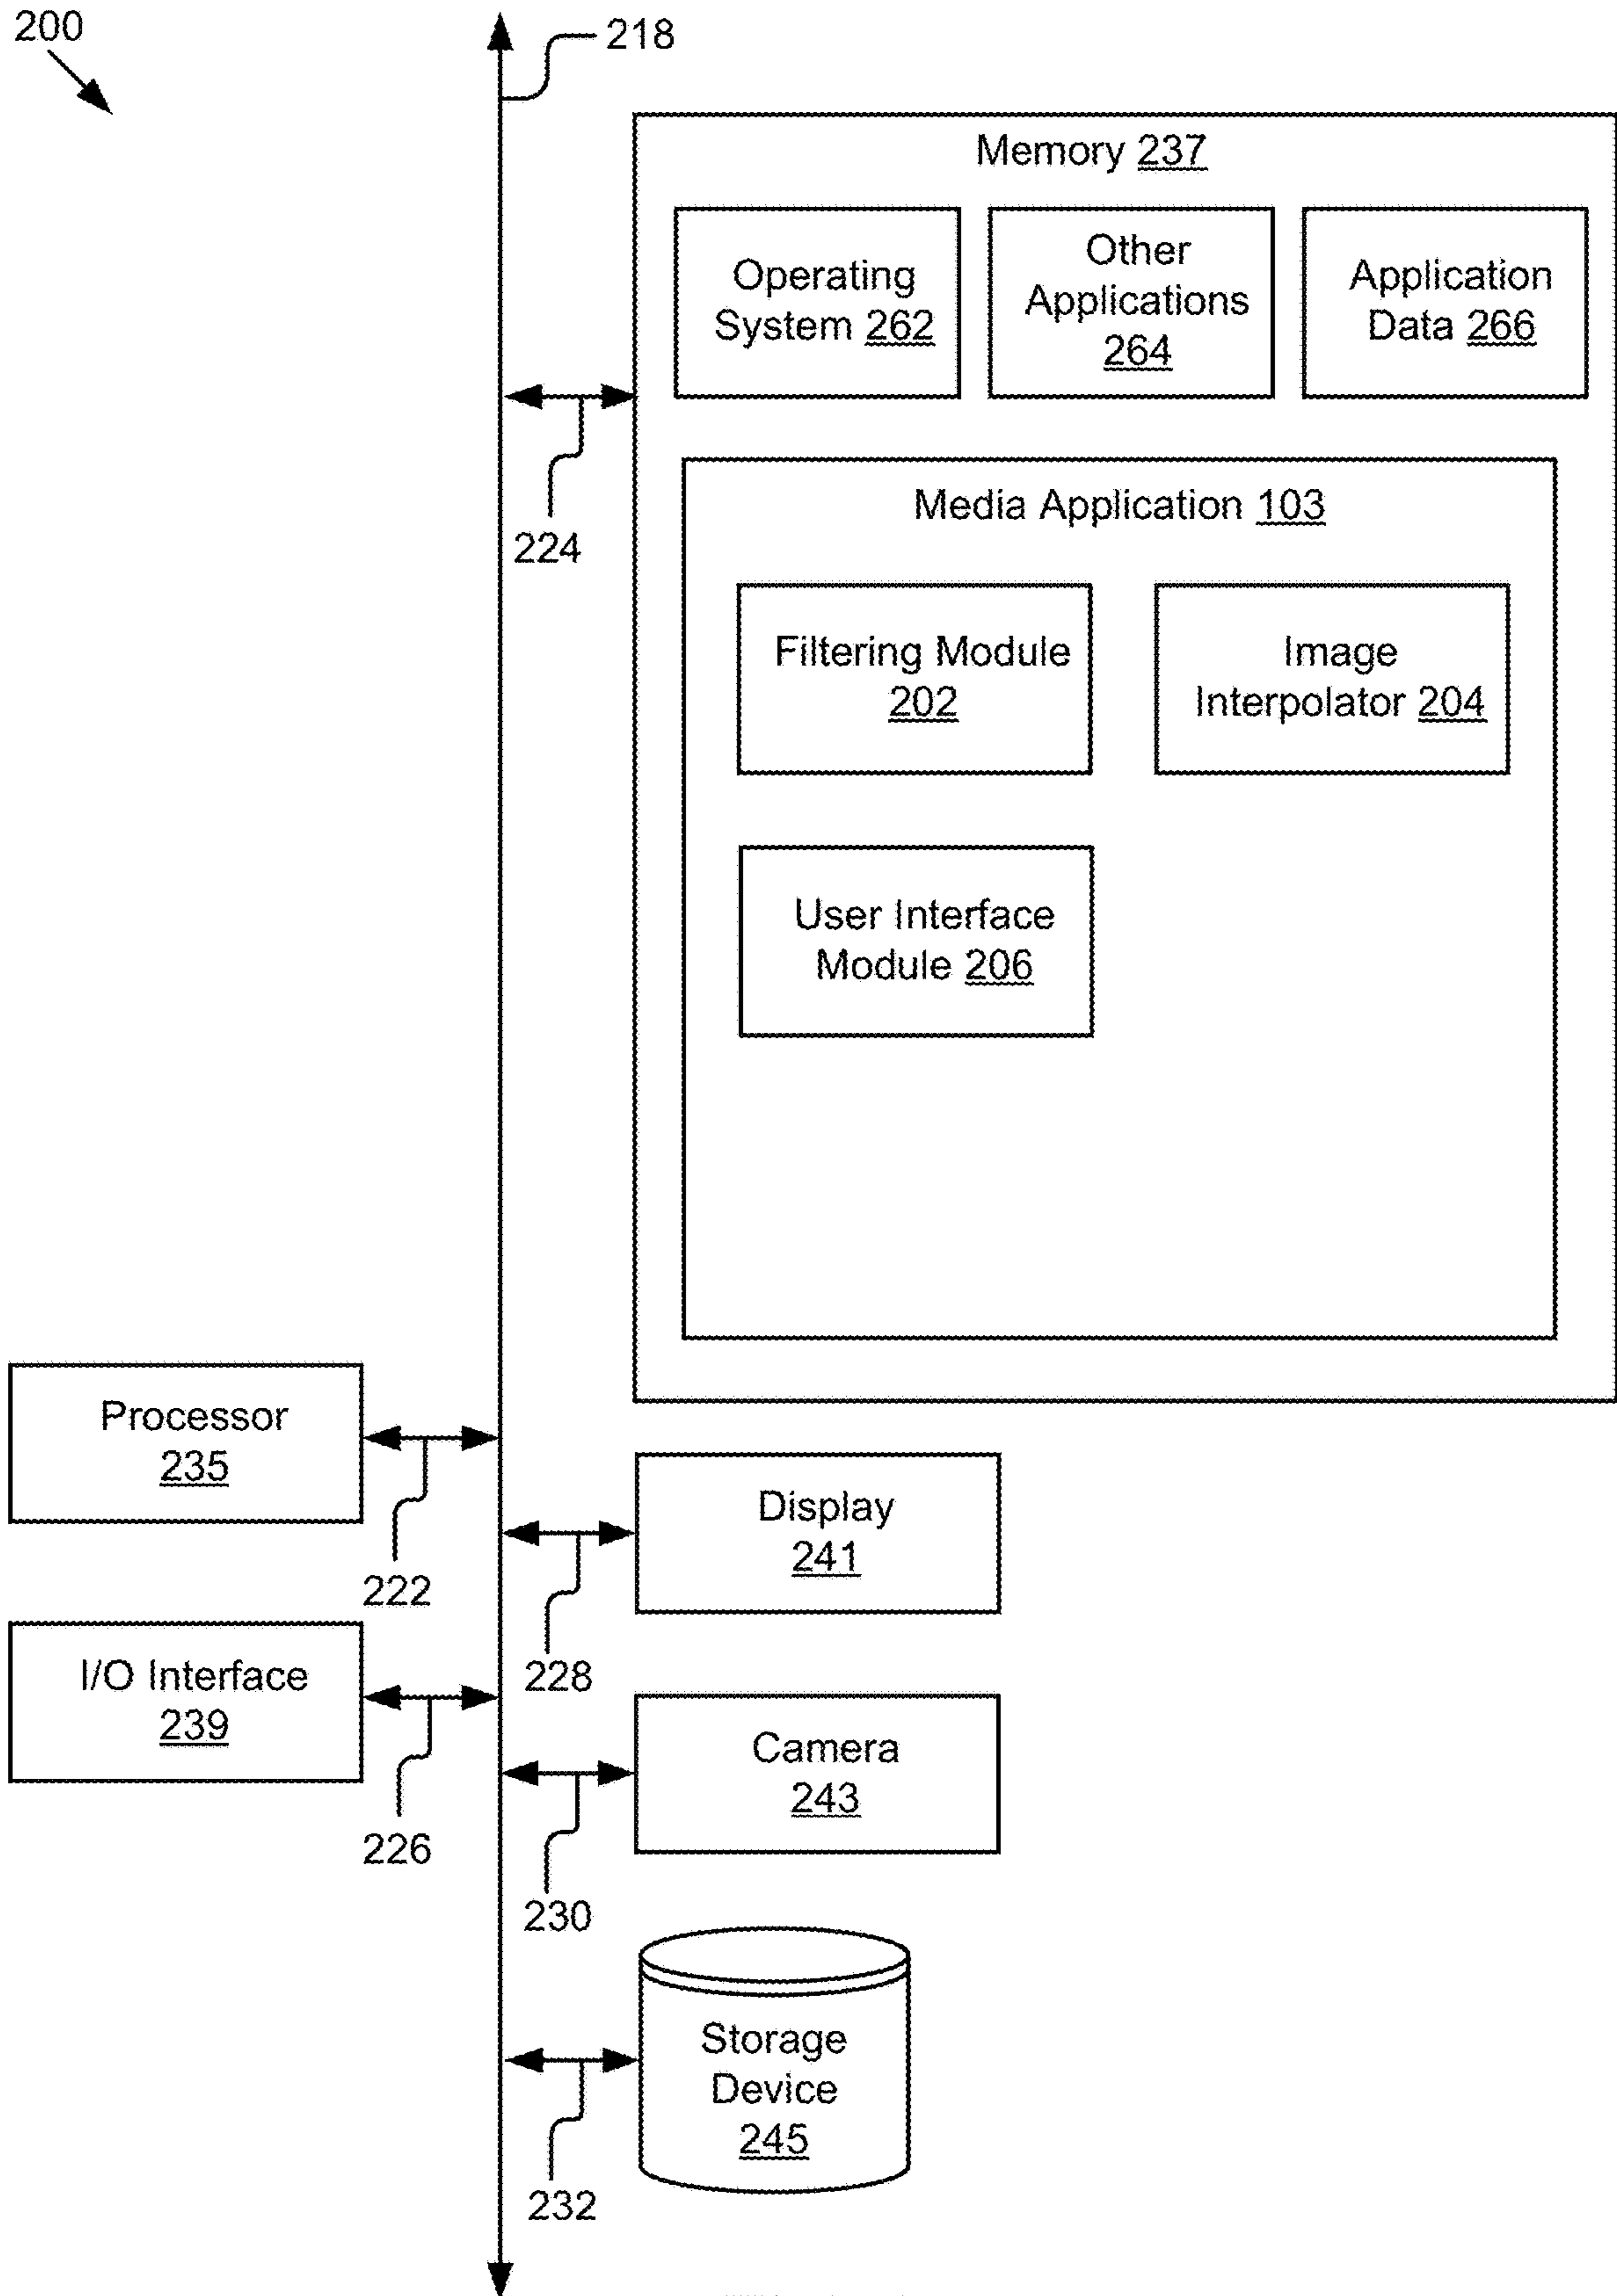 200
218
Memory 237
Operating
System 262
Other
Applications
264
Application
Data 266
224
Media Application 103
Filtering Module
202
Image
Interpolator 204
User Interface
Module 206
Processor
235
222
Display
241
228
I/O Interface
239
226
Camera
243
230
Storage
Device
245
232